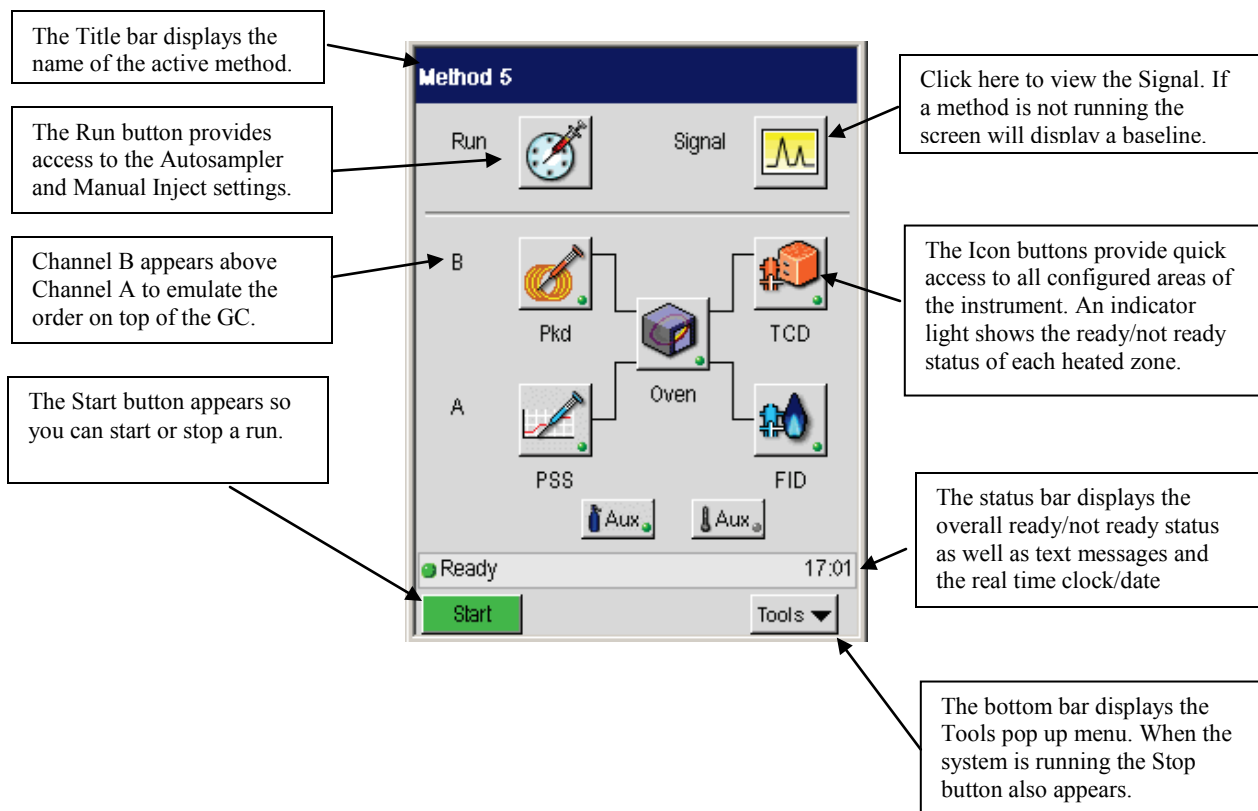 The Title bar displays the
name of the active method.
The Run button provides
access to the Autosampler
and Manual Inject settings.
Channel B appears above
Channel A to emulate the
order on top of the GC.
The Start button appears so
you can start or stop a run.
Method 5
Run
Signal
B
Pkd
TCD
Oven
A
PSS
FID
Aux
Aux
Ready
17:01
Start
Tools
Click here to view the Signal. If
a method is not running the
screen will display a baseline.
The Icon buttons provide quick
access to all configured areas of
the instrument. An indicator
light shows the ready/not ready
status of each heated zone.
The status bar displays the
overall ready/not ready status
as well as text messages and
the real time clock/date
The bottom bar displays the
Tools pop up menu. When the
system is running the Stop
button also appears.